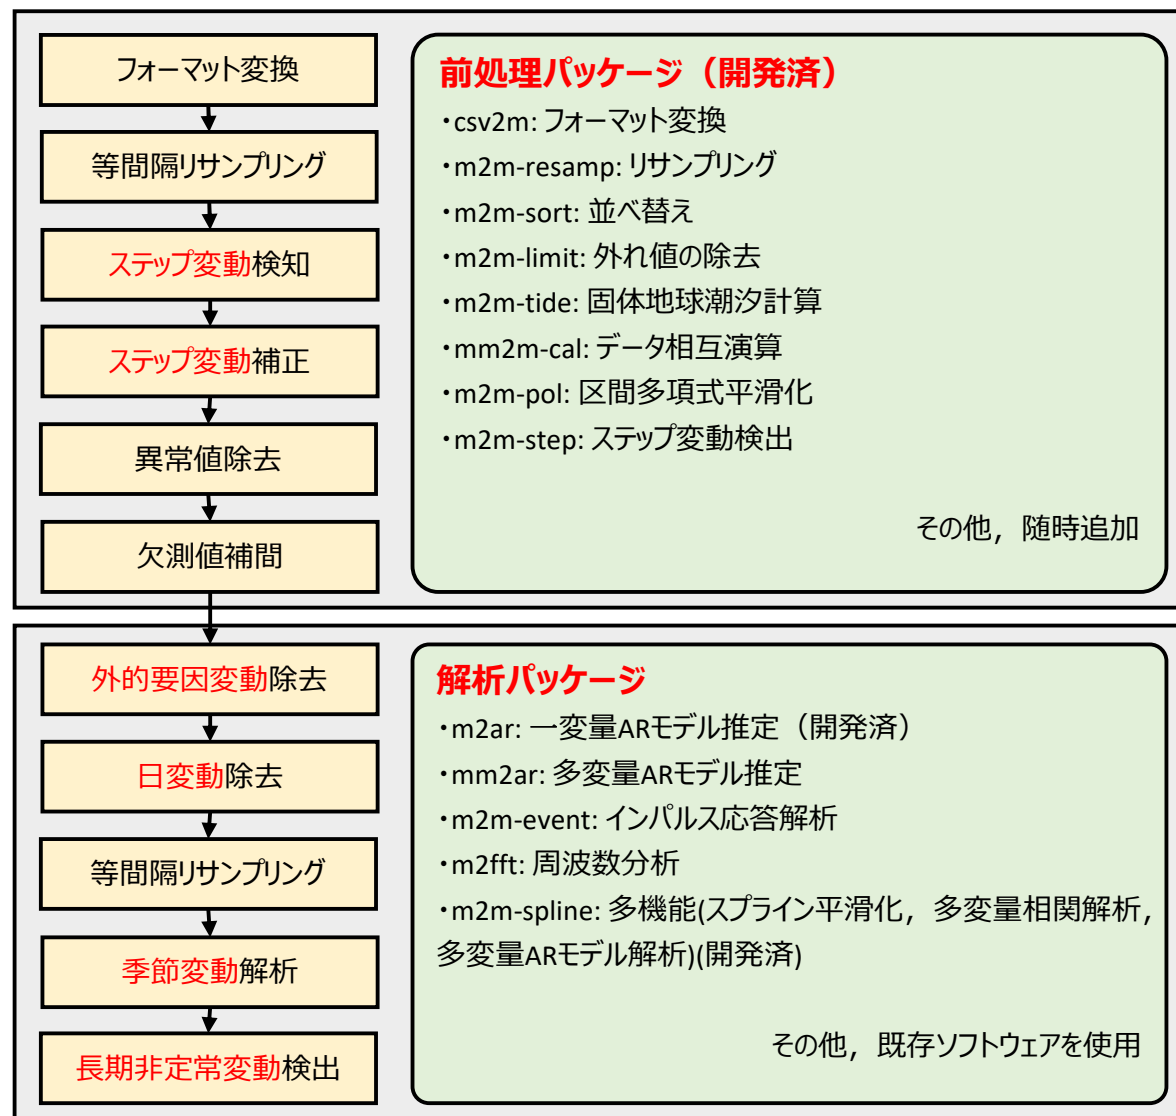 フォーマット変換
等間隔リサンプリング
ステップ変動検知
ステップ変動補正
異常値除去
欠測値補間
前処理パッケージ（開発済）
・csv2m: フォーマット変換
・m2m-resamp: リサンプリング
・m2m-sort: 並べ替え
・m2m-limit: 外れ値の除去
・m2m-tide: 固体地球潮汐計算
・mm2m-cal: データ相互演算
・m2m-pol: 区間多項式平滑化
・m2m-step: ステップ変動検出
その他，随時追加
外的要因変動除去
日変動除去
等間隔リサンプリング
季節変動解析
長期非定常変動検出
解析パッケージ
・m2ar: 一変量ARモデル推定（開発済）
・mm2ar: 多変量ARモデル推定
・m2m-event: インパルス応答解析
・m2fft: 周波数分析
・m2m-spline: 多機能(スプライン平滑化，多変量相関解析，
多変量ARモデル解析)(開発済)
その他，既存ソフトウェアを使用